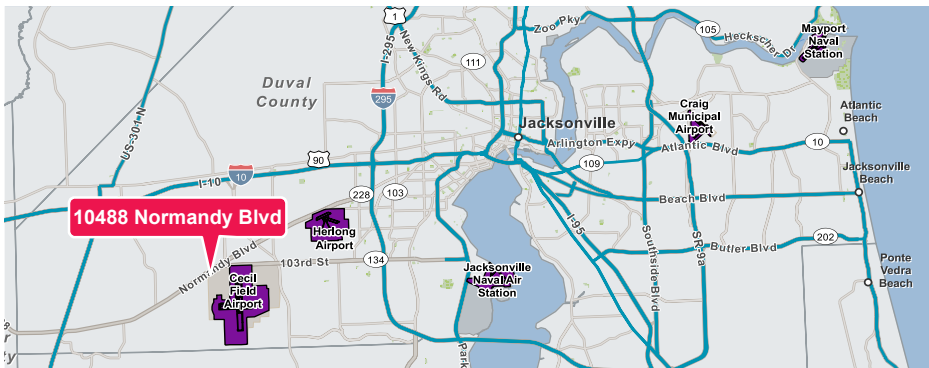 1
Zoo Pky
105
Heckscher Dr
Mayport
Naval
Station
I-295
New Kings Rd
111
Duval
County
295
US-301 N
Craig
Municipal
Airport
Atlantic
Beach
Jacksonville
Arlington Expy
Atlantic Blvd
10
90
I-10
10
109
Jacksonville
Beach
228
103
Beach Blvd
10488 Normandy Blvd
Herlong
Airport
I-95
Southside Blvd
SR-9a
Butler Blvd
202
Normandy Blvd
103rd St
134
Jacksonville
Naval Air
Station
Cecil
Field
Airport
Ponte
Vedra
Beach
Park